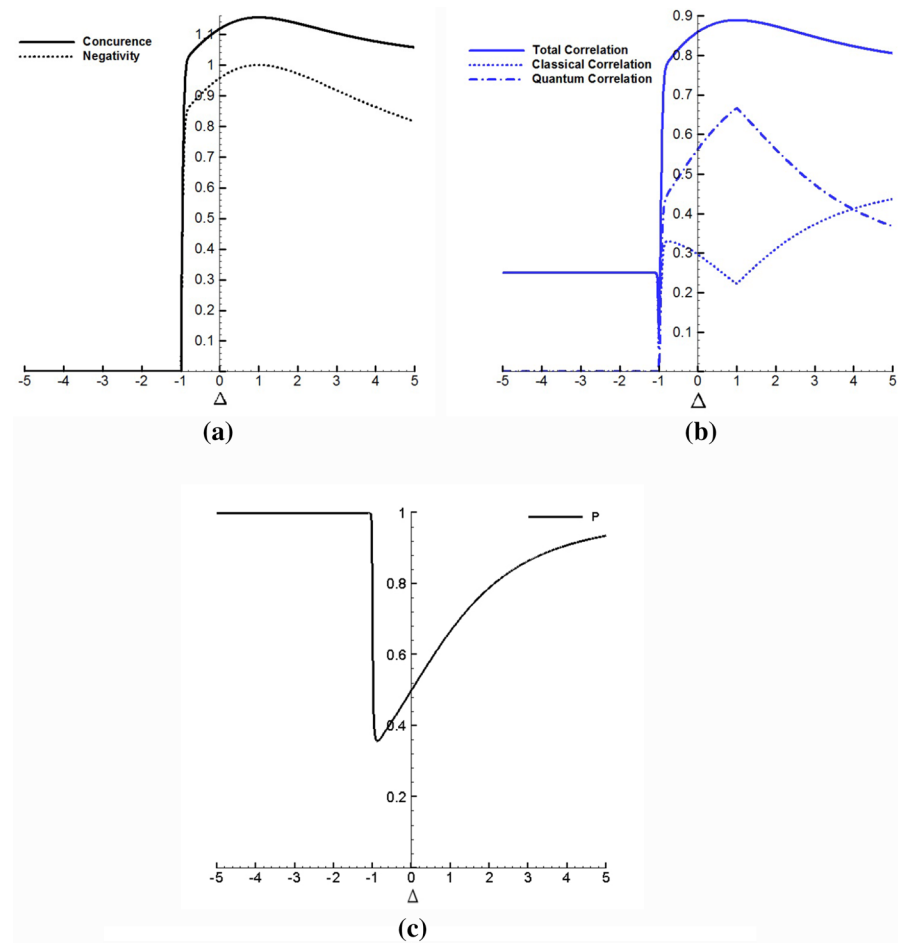 Concurence
Negativity
1.1
1
0.9
0.8
0.7
0.6
0.5
0.4
0.3
0.2
0.1
-5 -4 -3 -2 -1 0 1 2 3 4 5
Δ
(a)
Total Correlation
Classical Correlation
Quantum Correlation
0.9
0.8
0.7
0.6
0.5
0.4
0.3
0.2
0.1
-5 -4 -3 -2 -1 0 1 2 3 4 5
Δ
(b)
P
1
0.8
0.6
0.4
0.2
-5 -4 -3 -2 -1 0 1 2 3 4 5
Δ
(c)